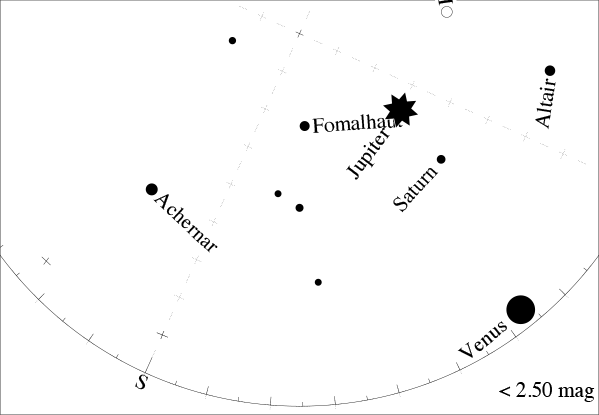 Altair
Fomalhaut
Jupiter
Saturn
Achernar
Venus
S
< 2.50 mag